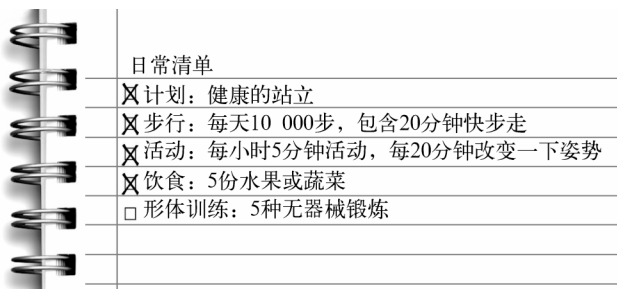 日常清单
☒计划：健康的站立
☒步行：每天10 000步，包含20分钟快步走
☒活动：每小时5分钟活动，每20分钟改变一下姿势
☒饮食：5份水果或蔬菜
□形体训练：5种无器械锻炼